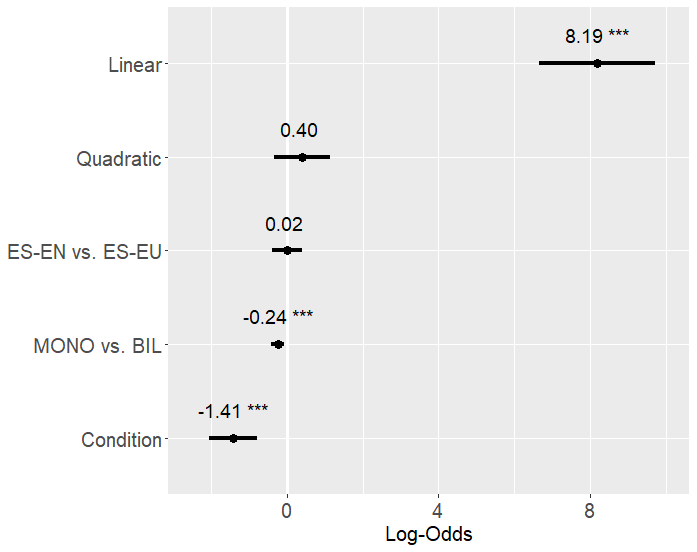 8.19 ***
Linear
0.40
Quadratic
0.02
ES-EN vs. ES-EU
-0.24 ***
MONO vs. BIL
-1.41 ***
Condition
0 4 8
Log-Odds